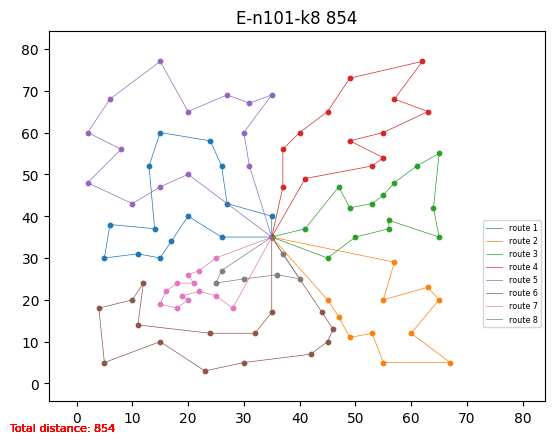 E-n101-k8 854
80
70
60
50
40
30
20
10
0
route 1
route 2
route 3
route 4
route 5
route 6
route 7
route 8
0 10 20 30 40 50 60 70 80
Total distance: 854